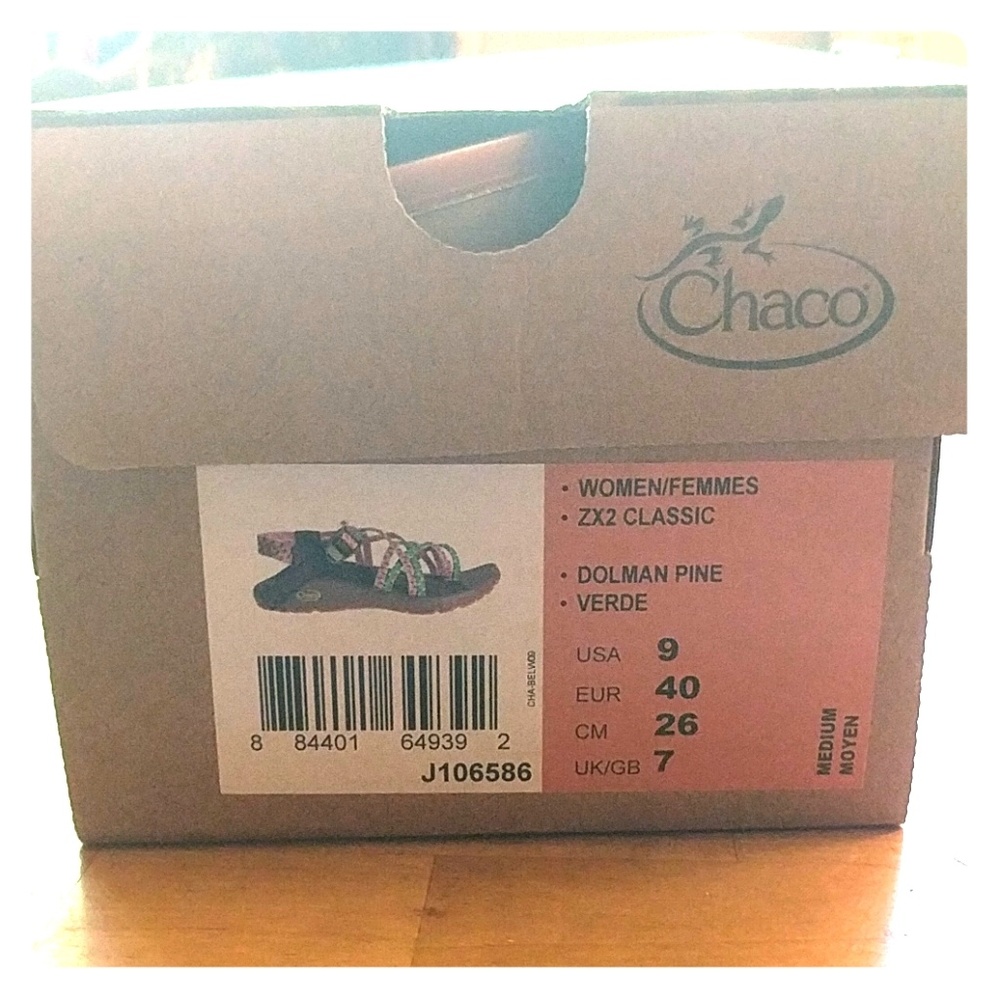 Chaco
• WOMEN/FEMMES
• ZX2 CLASSIC
• DOLMAN PINE
• VERDE
USA 9
EUR 40
CM 26
UK/GB 7
MEDIUM
MOYEN
CHA-BELW09
8 84401 64939 2
J106586